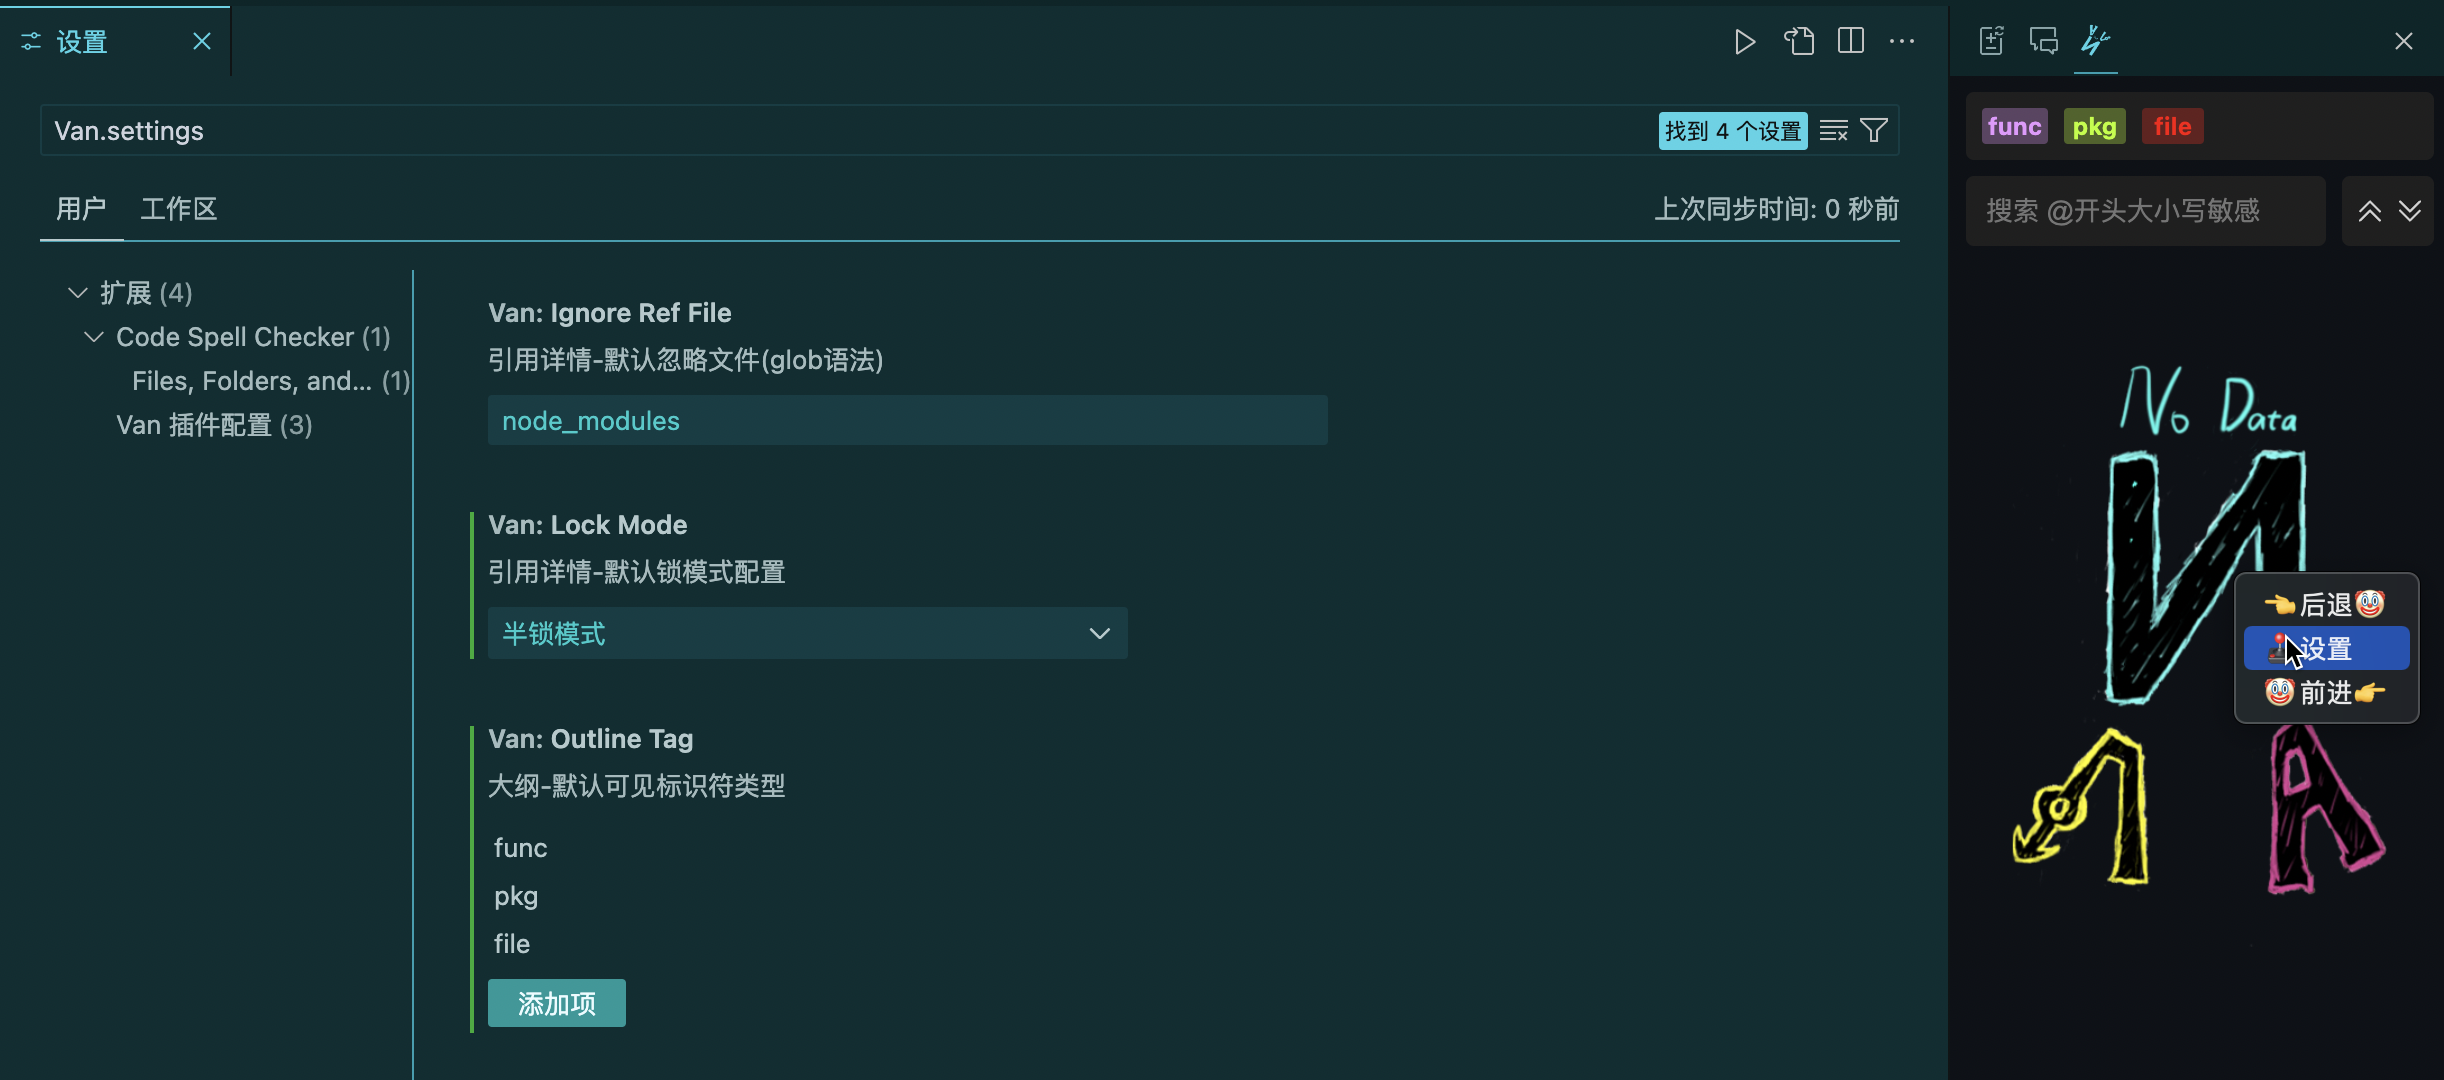 设置
Van.settings
找到 4 个设置
用户 工作区
上次同步时间: 0 秒前
扩展 (4)
Code Spell Checker (1)
Files, Folders, and... (1)
Van 插件配置 (3)
Van: Ignore Ref File
引用详情-默认忽略文件(glob语法)
node_modules
Van: Lock Mode
引用详情-默认锁模式配置
半锁模式
Van: Outline Tag
大纲-默认可见标识符类型
func
pkg
file
添加项
func pkg file
搜索 @开头大小写敏感
No Data
👈后退🤡
🕹️设置
🤡前进👉